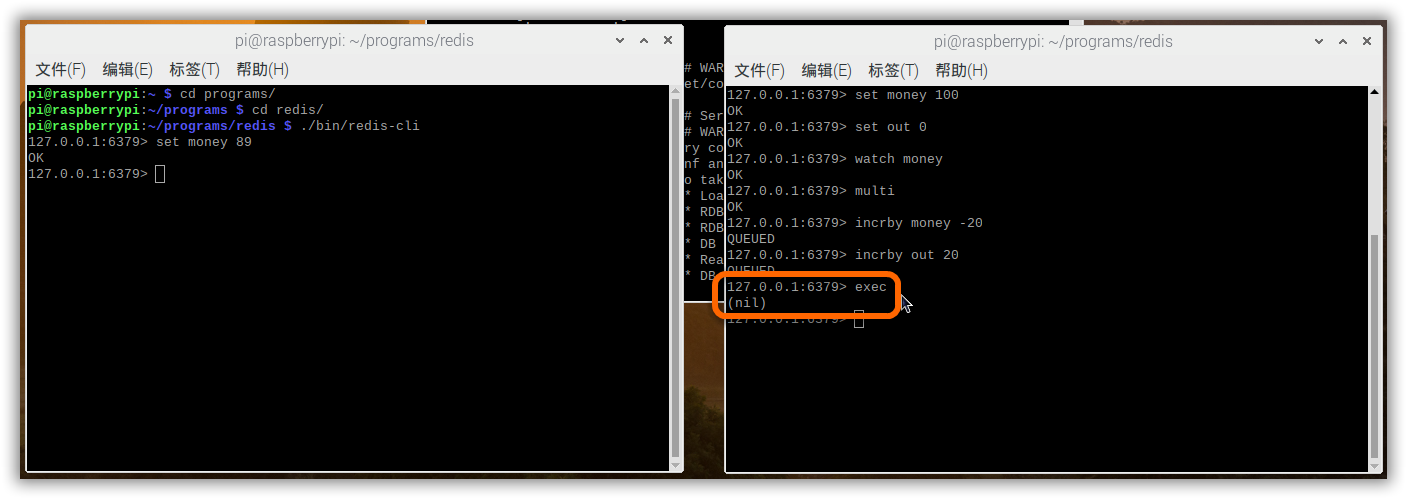 pi@raspberrypi: ~/programs/redis
文件(F) 编辑(E) 标签(T) 帮助(H)
pi@raspberrypi:~ $ cd programs/
pi@raspberrypi:~/programs $ cd redis/
pi@raspberrypi:~/programs/redis $ ./bin/redis-cli
127.0.0.1:6379> set money 89
OK
127.0.0.1:6379>
# WAR
et/co
# Ser
# WAR
ry co
nf an
o tak
* Loa
* RDB
* RDB
* DB
* Rea
* DB
pi@raspberrypi: ~/programs/redis
文件(F) 编辑(E) 标签(T) 帮助(H)
127.0.0.1:6379> set money 100
OK
127.0.0.1:6379> set out 0
OK
127.0.0.1:6379> watch money
OK
127.0.0.1:6379> multi
OK
127.0.0.1:6379> incrby money -20
QUEUED
127.0.0.1:6379> incrby out 20
QUEUED
127.0.0.1:6379> exec
(nil)
127.0.0.1:6379>